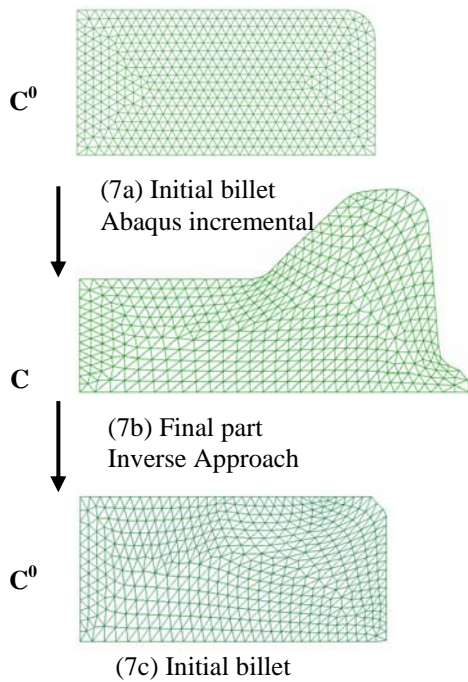 C⁰
(7a) Initial billet
Abaqus incremental
C
(7b) Final part
Inverse Approach
C⁰
(7c) Initial billet